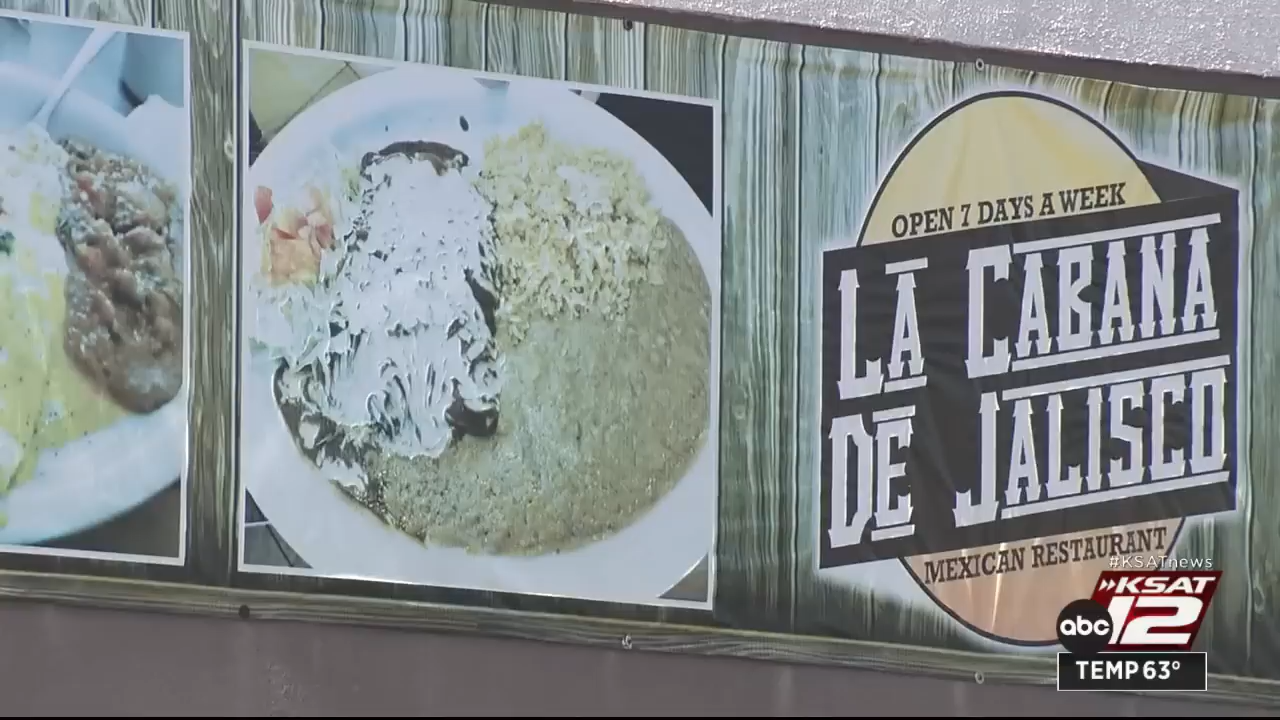 OPEN 7 DAYS A WEEK
LA CABANA
DE JALISCO
MEXICAN RESTAURANT
#KSATnews
KSAT
abc 12
TEMP 63°